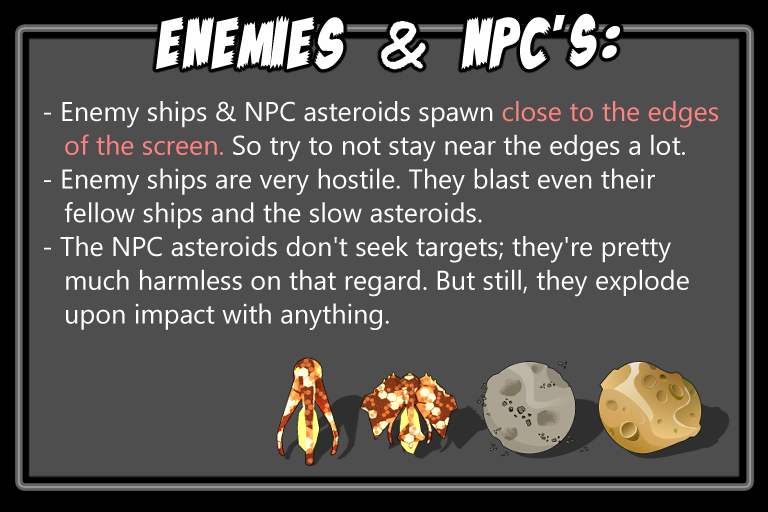 ENEMIES & NPC'S:
- Enemy ships & NPC asteroids spawn close to the edges
of the screen. So try to not stay near the edges a lot.
- Enemy ships are very hostile. They blast even their
fellow ships and the slow asteroids.
- The NPC asteroids don't seek targets; they're pretty
much harmless on that regard. But still, they explode
upon impact with anything.